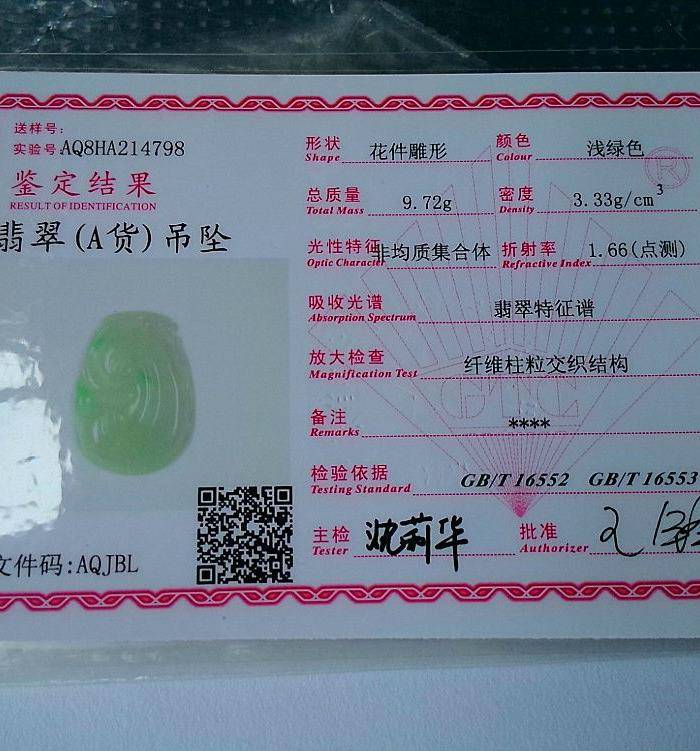 送样号:
实验号:AQ8HA214798
鉴定结果
RESULT OF IDENTIFICATION
翡翠(A货)吊坠
文件码:AQJBL
形状 花件雕形 颜色 浅绿色
Shape Colour
®
总质量 9.72g 密度 3.33g/cm³
Total Mass Density
光性特征 非均质集合体 折射率 1.66(点测)
Optic Character Refractive Index
吸收光谱 翡翠特征谱
Absorption Spectrum
放大检查 纤维柱粒交织结构
Magnification Test
GTC
备注 ****
Remarks
检验依据 GB/T 16552 GB/T 16553
Testing Standard
主检 沈莉华 批准
Tester Authorizer